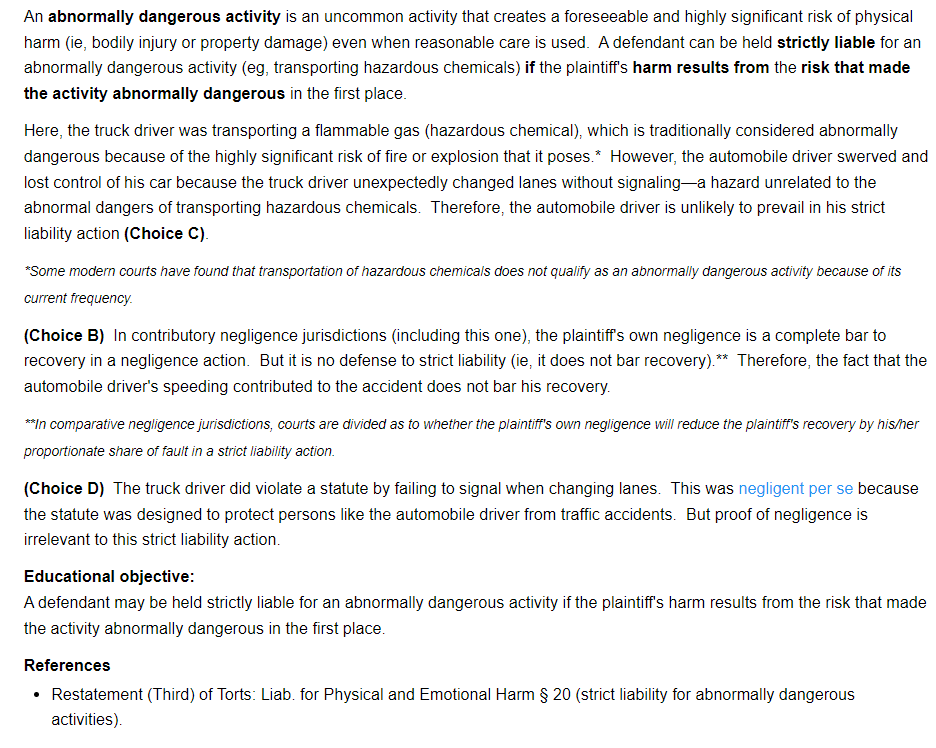 An abnormally dangerous activity is an uncommon activity that creates a foreseeable and highly significant risk of physical
harm (ie, bodily injury or property damage) even when reasonable care is used.  A defendant can be held strictly liable for an
abnormally dangerous activity (eg, transporting hazardous chemicals) if the plaintiff's harm results from the risk that made
the activity abnormally dangerous in the first place.
Here, the truck driver was transporting a flammable gas (hazardous chemical), which is traditionally considered abnormally
dangerous because of the highly significant risk of fire or explosion that it poses.*  However, the automobile driver swerved and
lost control of his car because the truck driver unexpectedly changed lanes without signaling—a hazard unrelated to the
abnormal dangers of transporting hazardous chemicals.  Therefore, the automobile driver is unlikely to prevail in his strict
liability action (Choice C).
*Some modern courts have found that transportation of hazardous chemicals does not qualify as an abnormally dangerous activity because of its
current frequency.
(Choice B)  In contributory negligence jurisdictions (including this one), the plaintiff's own negligence is a complete bar to
recovery in a negligence action.  But it is no defense to strict liability (ie, it does not bar recovery).**  Therefore, the fact that the
automobile driver's speeding contributed to the accident does not bar his recovery.
**In comparative negligence jurisdictions, courts are divided as to whether the plaintiff's own negligence will reduce the plaintiff's recovery by his/her
proportionate share of fault in a strict liability action.
(Choice D)  The truck driver did violate a statute by failing to signal when changing lanes.  This was negligent per se because
the statute was designed to protect persons like the automobile driver from traffic accidents.  But proof of negligence is
irrelevant to this strict liability action.
Educational objective:
A defendant may be held strictly liable for an abnormally dangerous activity if the plaintiff's harm results from the risk that made
the activity abnormally dangerous in the first place.
References
• Restatement (Third) of Torts: Liab. for Physical and Emotional Harm § 20 (strict liability for abnormally dangerous
activities).